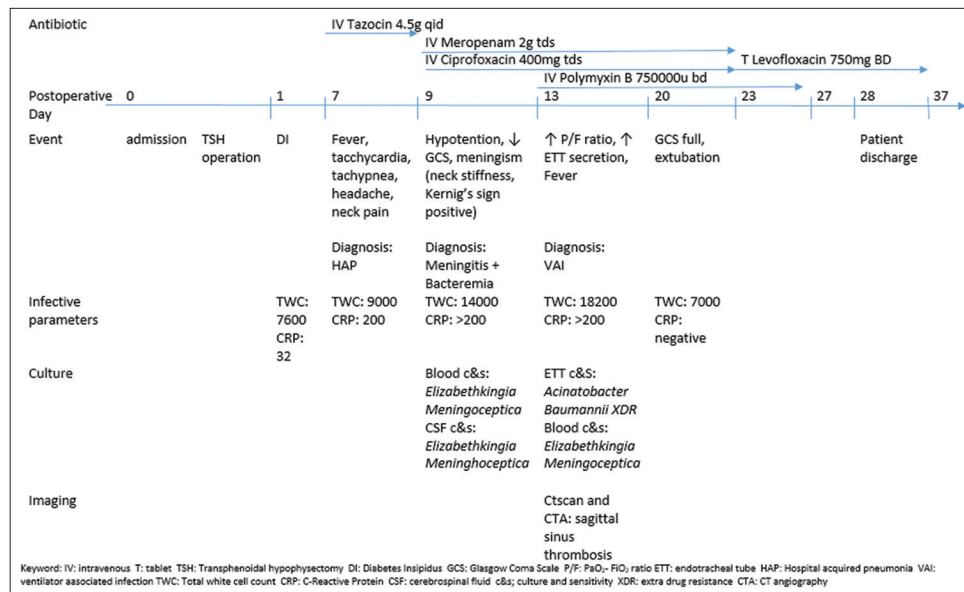 Antibiotic
IV Tazocin 4.5g qid
IV Meropenam 2g tds
IV Ciprofoxacin 400mg tds
T Levofloxacin 750mg BD
IV Polymyxin B 750000u bd
Postoperative Day
0 1 7 9 13 20 23 27 28 37
Event
admission
TSH
operation
DI
Fever,
tacchycardia,
tachypnea,
headache,
neck pain
Hypotention, ↓
GCS, meningism
(neck stiffness,
Kernig's sign
positive)
↑ P/F ratio, ↑
ETT secretion,
Fever
GCS full,
extubation
Patient
discharge
Diagnosis:
HAP
Diagnosis:
Meningitis +
Bacteremia
Diagnosis:
VAI
Infective
parameters
TWC:
7600
CRP:
32
TWC: 9000
CRP: 200
TWC: 14000
CRP: >200
TWC: 18200
CRP: >200
TWC: 7000
CRP:
negative
Culture
Blood c&s:
Elizabethkingia
Meningoceptica
CSF c&s:
Elizabethkingia
Meninghoceptica
ETT c&S:
Acinatobacter
Baumannii XDR
Blood c&s:
Elizabethkingia
Meningoceptica
Imaging
Ctscan and
CTA: sagittal
sinus
thrombosis
Keyword: IV: intravenous T: tablet TSH: Transphenoidal hypophysectomy DI: Diabetes Insipidus GCS: Glasgow Coma Scale P/F: PaO₂- FiO₂ ratio ETT: endotracheal tube HAP: Hospital acquired pneumonia VAI:
ventilator aassociated infection TWC: Total white cell count CRP: C-Reactive Protein CSF: cerebrospinal fluid c&s; culture and sensitivity XDR: extra drug resistance CTA: CT angiography